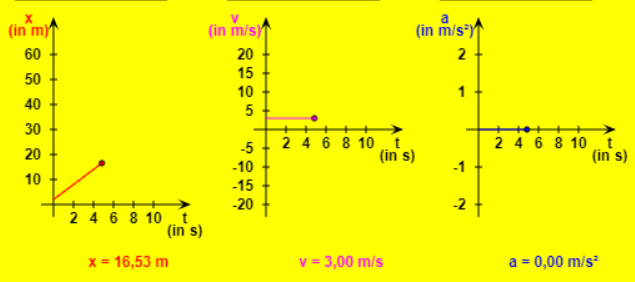 x
(in m)
60
50
40
30
20
10
2 4 6 8 10 t
(in s)
x = 16,53 m
v
(in m/s)
20
15
10
5
2 4 6 8 10 t
(in s)
-5
-10
-15
-20
v = 3,00 m/s
a
(in m/s²)
2
1
2 4 6 8 10 t
(in s)
-1
-2
a = 0,00 m/s²